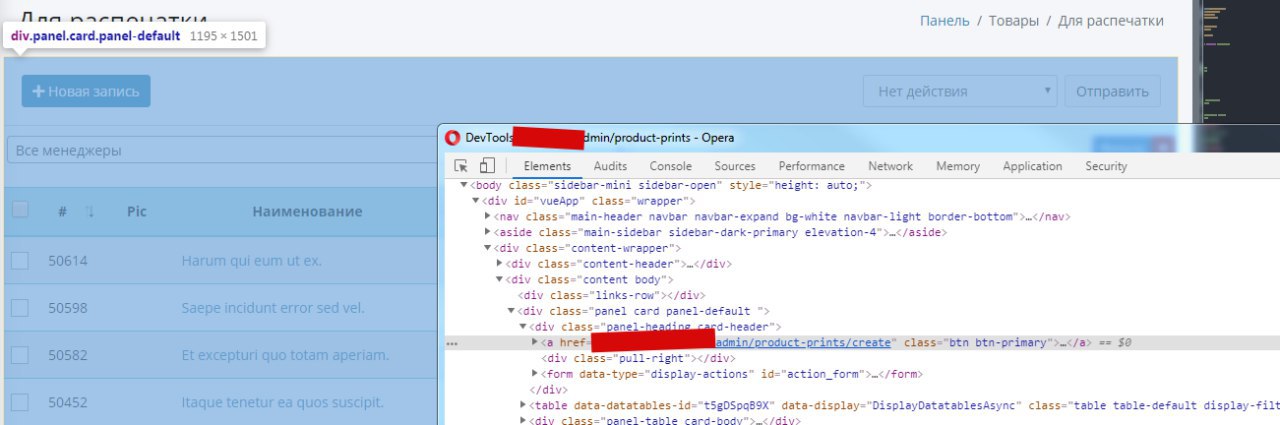 Для распечатки
Панель / Товары / Для распечатки
div.panel.card.panel-default 1195 × 1501
Новая запись
Нет действия
Отправить
Все менеджеры
# Pic Наименование
50614 Harum qui eum ut ex.
50598 Saepe incidunt error sed vel.
50582 Et excepturi quo totam aperiam.
50452 Itaque tenetur ea quos suscipit.
DevTools dmin/product-prints - Opera
Elements Audits Console Sources Performance Network Memory Application Security
<body class="sidebar-mini sidebar-open" style="height: auto;">
<div id="vueApp" class="wrapper">
<nav class="main-header navbar navbar-expand bg-white navbar-light border-bottom">…</nav>
<aside class="main-sidebar sidebar-dark-primary elevation-4">…</aside>
<div class="content-wrapper">
<div class="content-header">…</div>
<div class="content body">
<div class="links-row"></div>
<div class="panel card panel-default ">
<div class="panel-heading card-header">
<a href= admin/product-prints/create" class="btn btn-primary">…</a> == $0
<div class="pull-right"></div>
<form data-type="display-actions" id="action_form">…</form>
</div>
<table data-datatables-id="t5gDSpqB9X" data-display="DisplayDatatablesAsync" class="table table-default display-filt
<div class="panel-table card-body">…</div>